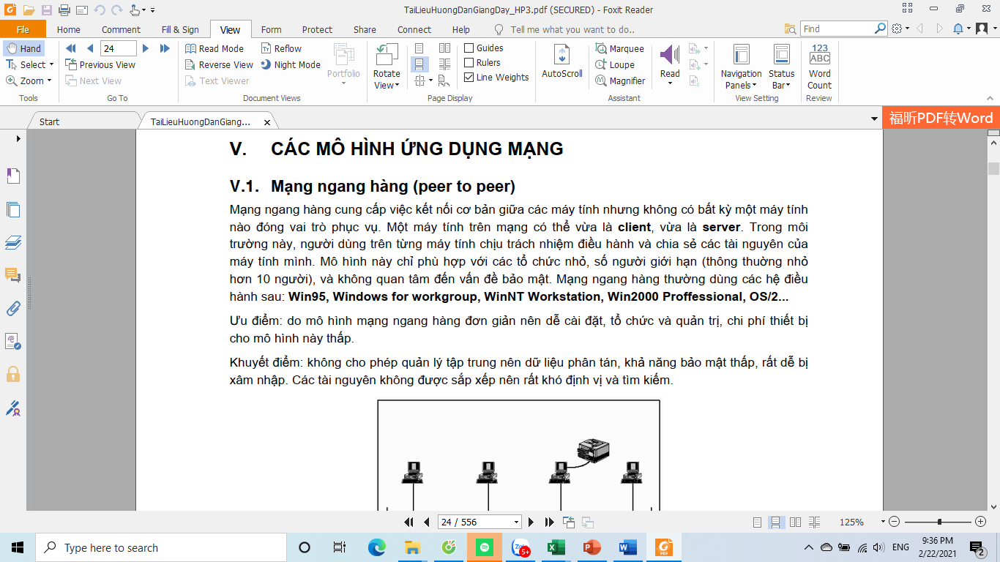 TaiLieuHuongDanGiangDay_HP3.pdf (SECURED) - Foxit Reader
File Home Comment Fill & Sign View Form Protect Share Connect Help Tell me what you want to do.. Find
Hand 24 Read Mode Reflow Guides Marquee 123
Select Previous View Reverse View Night Mode Portfolio Rotate View Rulers AutoScroll Loupe Read Navigation Panels Status Bar ABC Word Count
Zoom Next View Text Viewer Line Weights Magnifier
Tools Go To Document Views Page Display Assistant View Setting Review
Start TaiLieuHuongDanGiang... 福昕PDF转Word
V. CÁC MÔ HÌNH ỨNG DỤNG MẠNG
V.1. Mạng ngang hàng (peer to peer)
Mạng ngang hàng cung cấp việc kết nối cơ bản giữa các máy tính nhưng không có bất kỳ một máy tính
nào đóng vai trò phục vụ. Một máy tính trên mạng có thể vừa là client, vừa là server. Trong môi
trường này, người dùng trên từng máy tính chịu trách nhiệm điều hành và chia sẻ các tài nguyên của
máy tính mình. Mô hình này chỉ phù hợp với các tổ chức nhỏ, số người giới hạn (thông thuờng nhỏ
hơn 10 người), và không quan tâm đến vấn đề bảo mật. Mạng ngang hàng thường dùng các hệ điều
hành sau: Win95, Windows for workgroup, WinNT Workstation, Win2000 Proffessional, OS/2...
Ưu điểm: do mô hình mạng ngang hàng đơn giản nên dễ cài đặt, tổ chức và quản trị, chi phí thiết bị
cho mô hình này thấp.
Khuyết điểm: không cho phép quản lý tập trung nên dữ liệu phân tán, khả năng bảo mật thấp, rất dễ bị
xâm nhập. Các tài nguyên không được sắp xếp nên rất khó định vị và tìm kiếm.
24 / 556 125%
Type here to search 5+ ENG 9:36 PM
2/22/2021 2